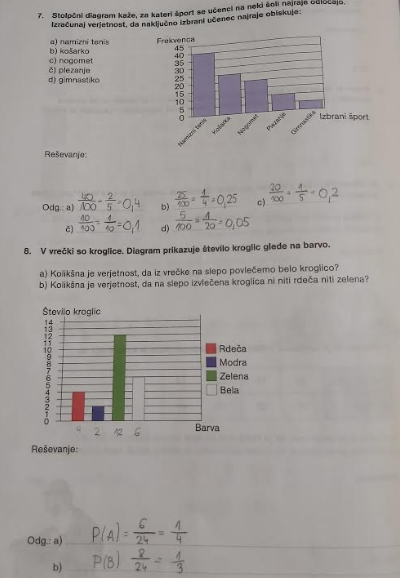 7. Stolpčni diagram kaže, za kateri šport se učenci na neki šoli najraje odločajo.
Izračunaj verjetnost, da naključno izbrani učenec najraje obiskuje:
a) namizni tenis
b) košarko
c) nogomet
č) plezanje
d) gimnastiko
Frekvenca
45
40
35
30
25
20
15
10
5
0
Namizni tenis
Košarka
Nogomet
Plezanje
Gimnastika
Izbrani šport
Reševanje:
Odg.: a) 40/100 = 2/5 = 0,4 b) 25/100 = 1/4 = 0,25 c) 20/100 = 1/5 = 0,2
č) 10/100 = 1/10 = 0,1 d) 5/100 = 1/20 = 0,05
8. V vrečki so kroglice. Diagram prikazuje število kroglic glede na barvo.
a) Kolikšna je verjetnost, da iz vrečke na slepo povlečemo belo kroglico?
b) Kolikšna je verjetnost, da na slepo izvlečena kroglica ni niti rdeča niti zelena?
Število kroglic
14
13
12
11
10
9
8
7
6
5
4
3
2
1
0
Rdeča
Modra
Zelena
Bela
4 2 12 6
Barva
Reševanje:
Odg.: a) P(A) = 6/24 = 1/4
b) P(B) 8/24 = 1/3